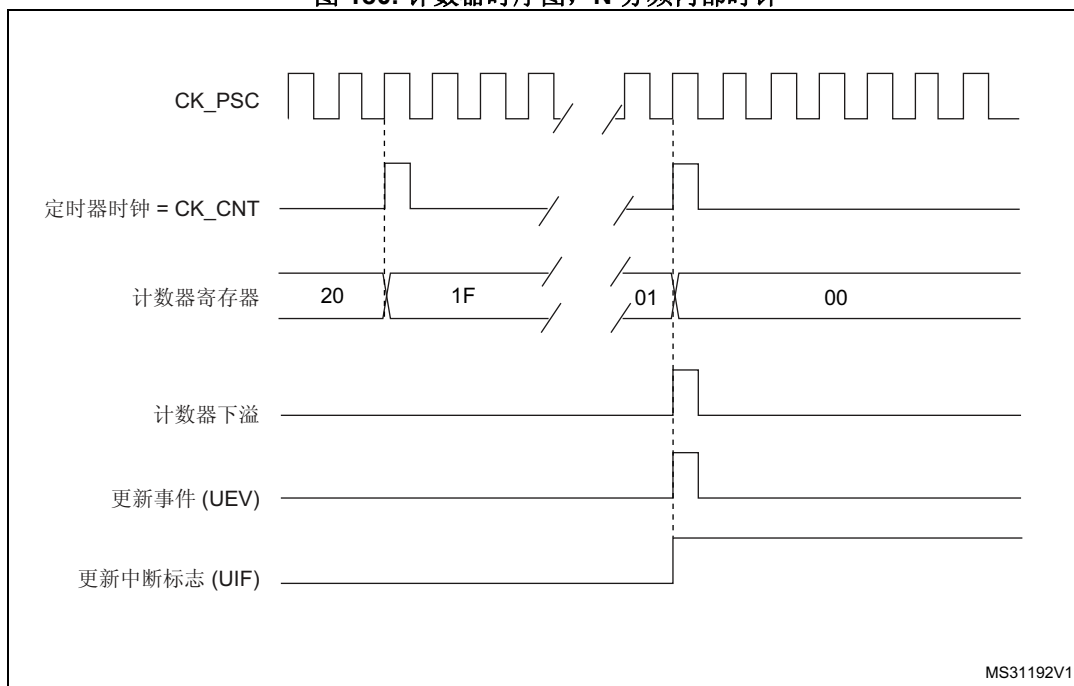 CK_PSC
定时器时钟 = CK_CNT
计数器寄存器 20 1F 01 00
计数器下溢
更新事件 (UEV)
更新中断标志 (UIF)
MS31192V1